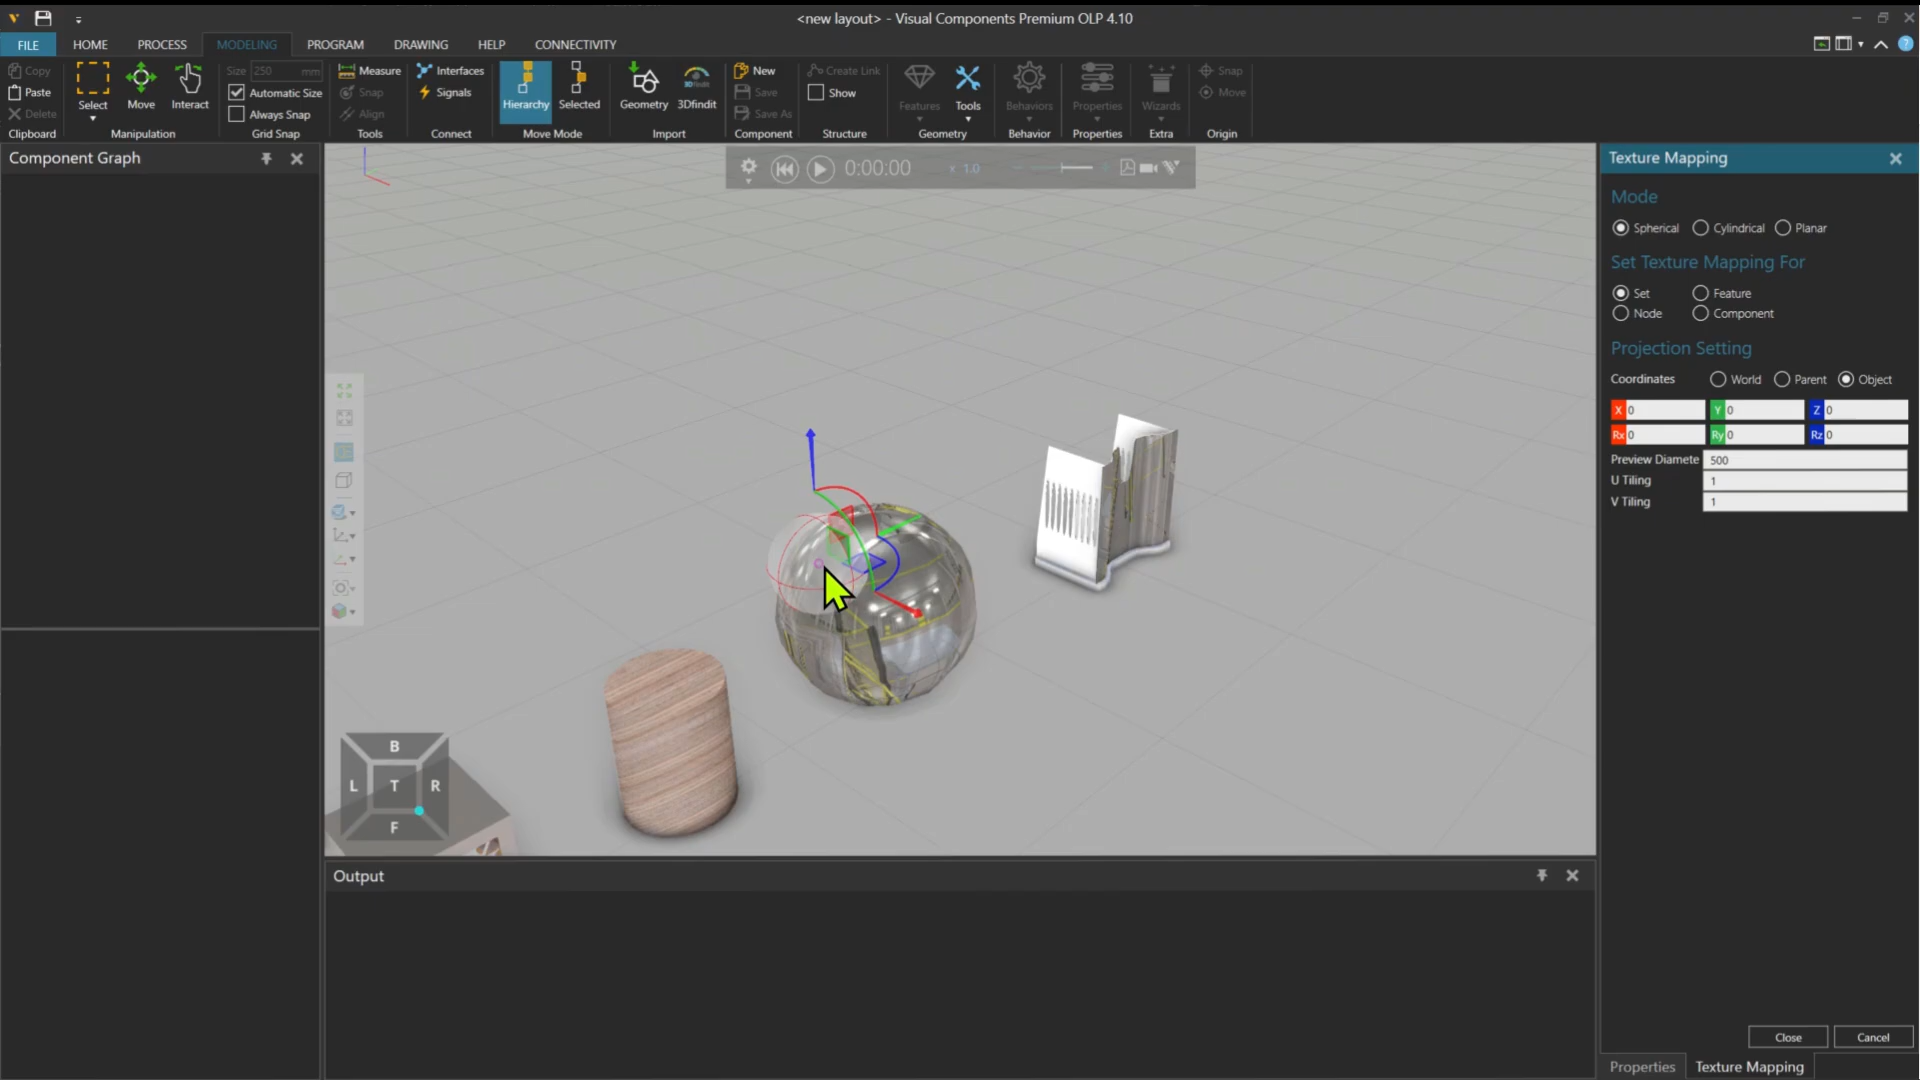 <new layout> - Visual Components Premium OLP 4.10
FILE HOME PROCESS MODELING PROGRAM DRAWING HELP CONNECTIVITY
Copy
Paste
Delete
Clipboard
Select Move Interact
Manipulation
Size 250 mm
Automatic Size
Always Snap
Grid Snap
Measure
Snap
Align
Tools
Interfaces
Signals
Connect
Hierarchy Selected
Move Mode
Geometry 3Dfindit
Import
New
Save
Save As
Component
Create Link
Show
Structure
Features Tools
Geometry
Behaviors
Behavior
Properties
Properties
Wizards
Extra
Snap
Move
Origin
Component Graph
0:00:00 x 1.0
B
L T R
F
Output
Texture Mapping
Mode
Spherical Cylindrical Planar
Set Texture Mapping For
Set Feature
Node Component
Projection Setting
Coordinates World Parent Object
X 0 Y 0 Z 0
Rx 0 Ry 0 Rz 0
Preview Diamete 500
U Tiling 1
V Tiling 1
Close Cancel
Properties Texture Mapping